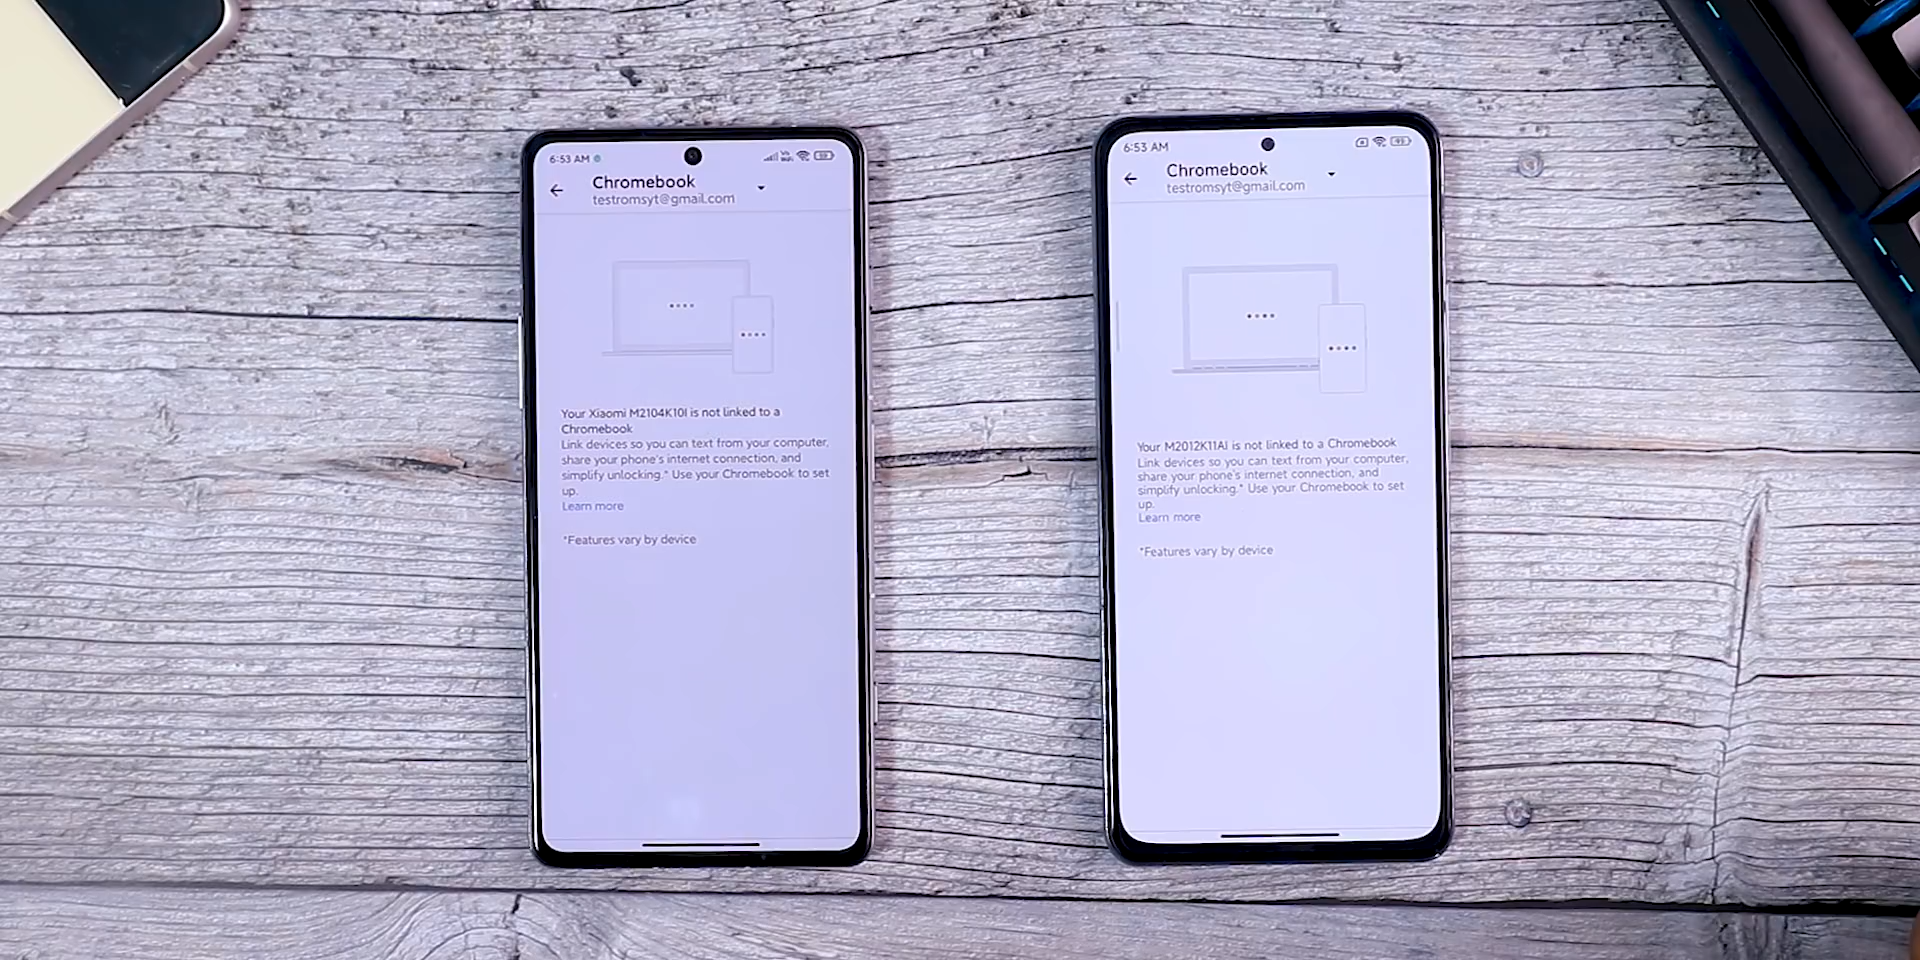 6:53 AM
Chromebook
testromsyt@gmail.com
Your Xiaomi M2104K10I is not linked to a
Chromebook
Link devices so you can text from your computer,
share your phone's internet connection, and
simplify unlocking.* Use your Chromebook to set
up.
Learn more
*Features vary by device
6:53 AM
Chromebook
testromsyt@gmail.com
Your M2012K11AI is not linked to a Chromebook
Link devices so you can text from your computer,
share your phone's internet connection, and
simplify unlocking.* Use your Chromebook to set
up.
Learn more
*Features vary by device